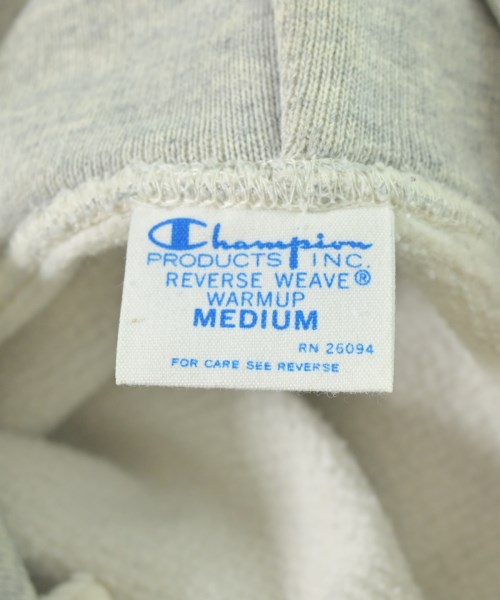 Champion
PRODUCTS INC.
REVERSE WEAVE®
WARMUP
MEDIUM
RN 26094
FOR CARE SEE REVERSE